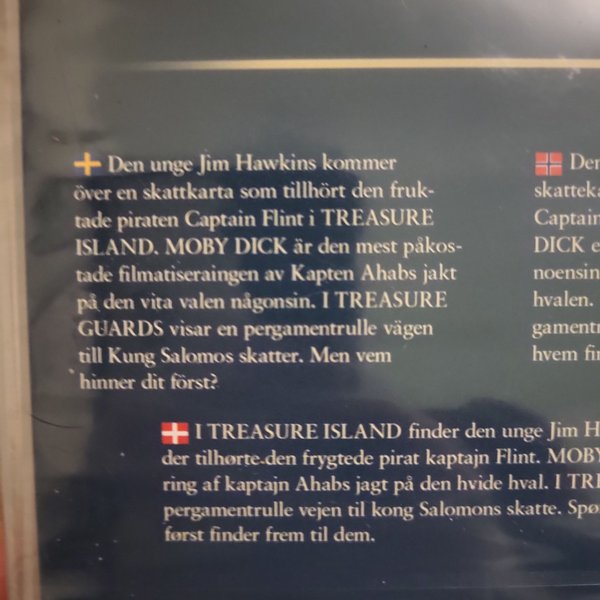 Den unge Jim Hawkins kommer
över en skattkarta som tillhört den fruk-
tade piraten Captain Flint i TREASURE
ISLAND. MOBY DICK är den mest påkos-
tade filmatiseraingen av Kapten Ahabs jakt
på den vita valen någonsin. I TREASURE
GUARDS visar en pergamentrulle vägen
till Kung Salomos skatter. Men vem
hinner dit först?
Den
skatteka
Captain
DICK e
noensin
hvalen.
gamentr
hvem fin
I TREASURE ISLAND finder den unge Jim H
der tilhørte den frygtede pirat kaptajn Flint. MOBY
ring af kaptajn Ahabs jagt på den hvide hval. I TRE
pergamentrulle vejen til kong Salomons skatte. Spør
først finder frem til dem.